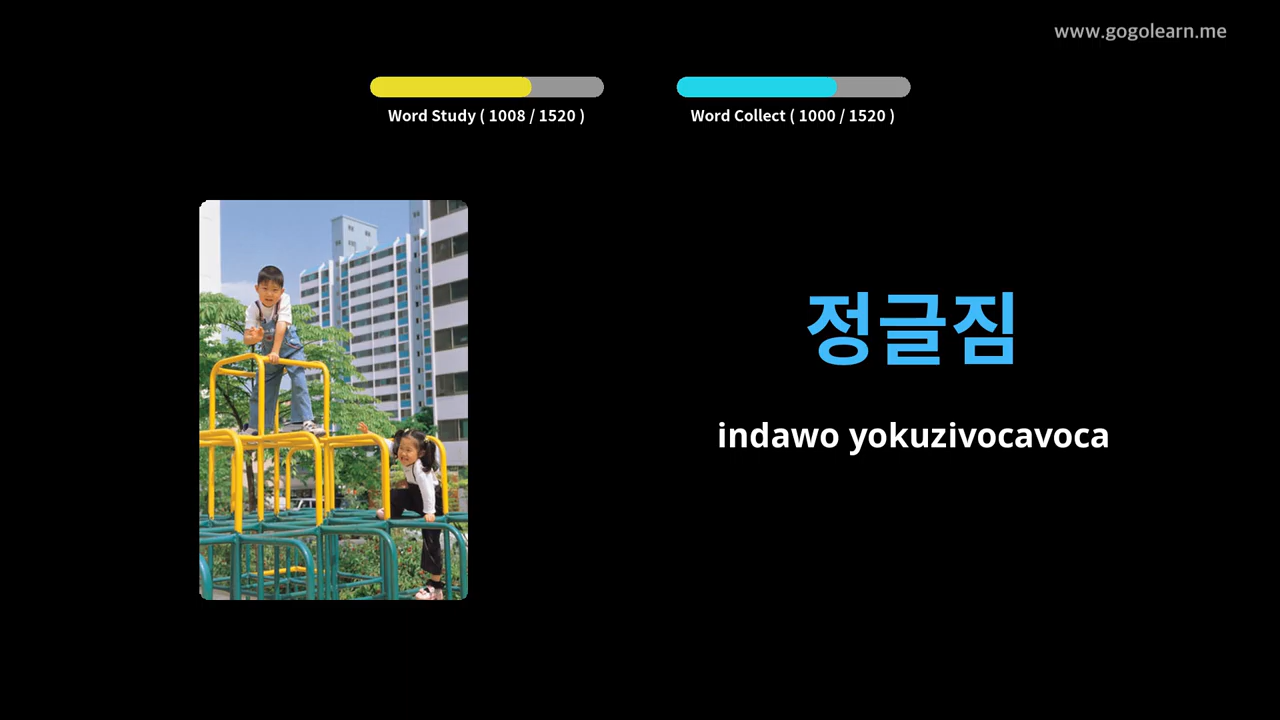 www.gogolearn.me
Word Study ( 1008 / 1520 )
Word Collect ( 1000 / 1520 )
정글짐
indawo yokuzivocavoca